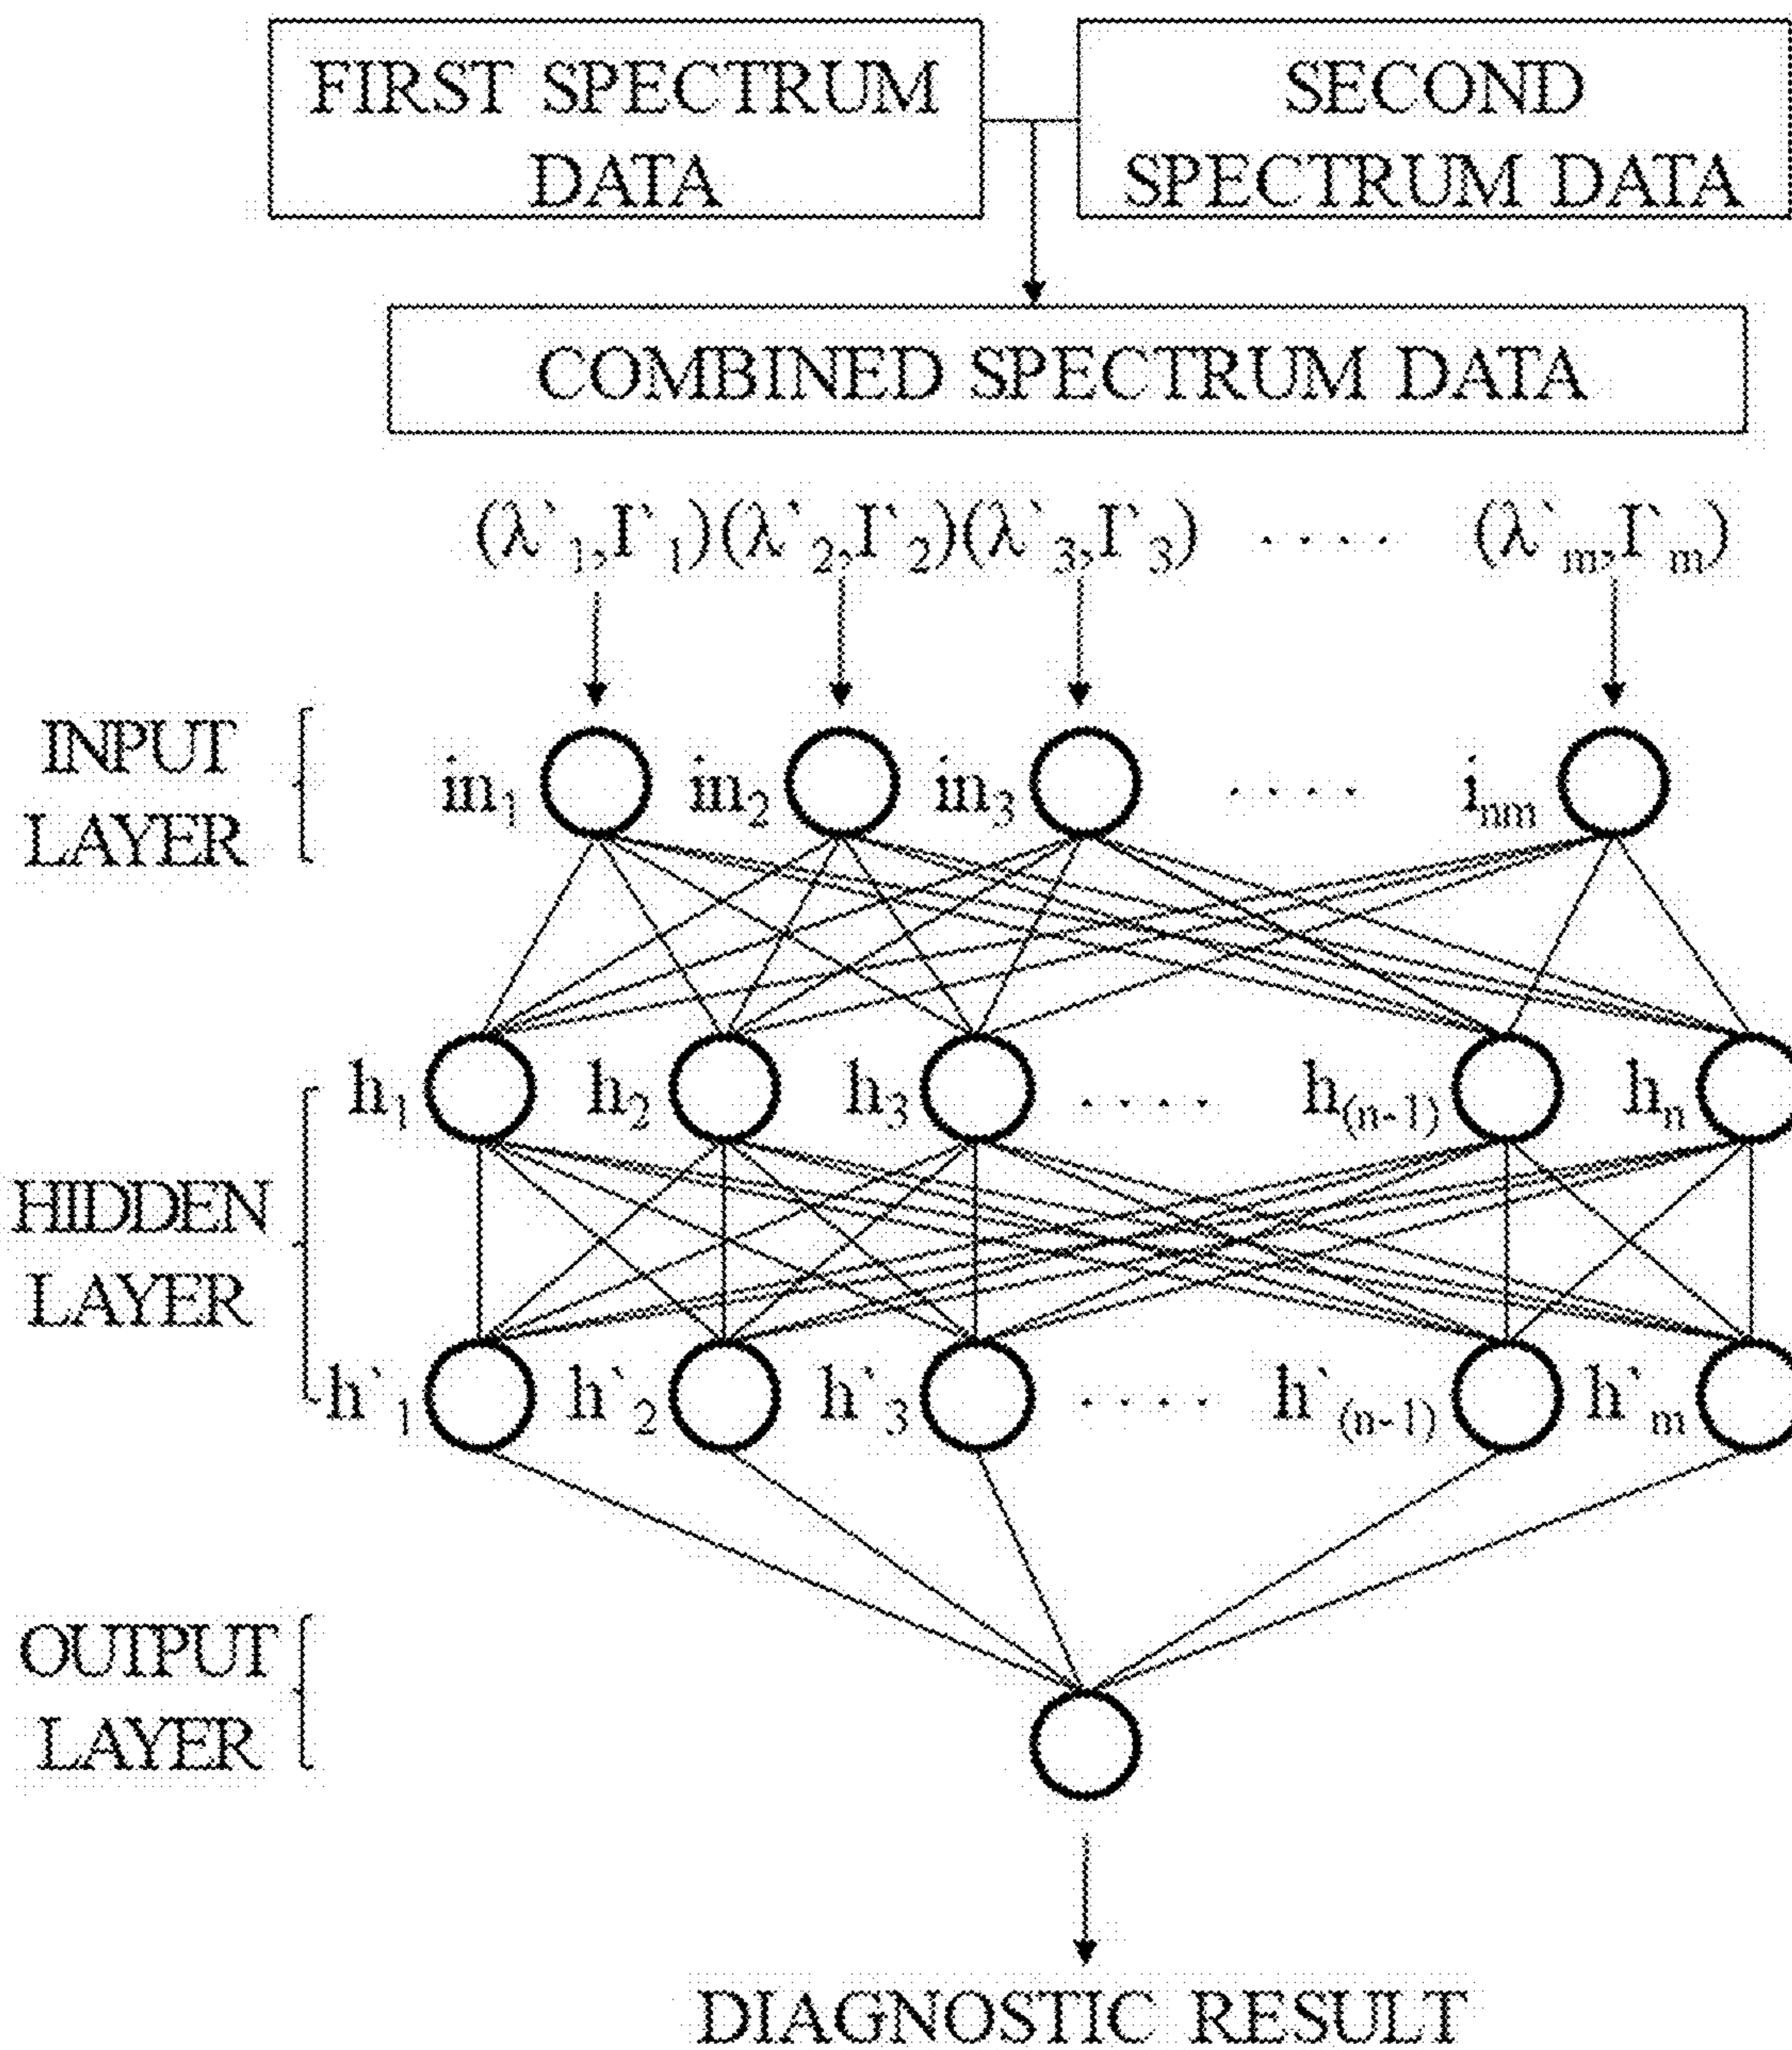 FIRST SPECTRUM
DATA
SECOND
SPECTRUM DATA
COMBINED SPECTRUM DATA
(λ`₁,I`₁)(λ`₂,I`₂)(λ`₃,I`₃) . . . . (λ`ₘ,I`ₘ)
INPUT
LAYER
in₁ in₂ in₃ . . . . iₙₘ
h₁ h₂ h₃ . . . . h₍ₙ₋₁₎ hₙ
HIDDEN
LAYER
h`₁ h`₂ h`₃ . . . . h`₍ₙ₋₁₎ h`ₘ
OUTPUT
LAYER
DIAGNOSTIC RESULT